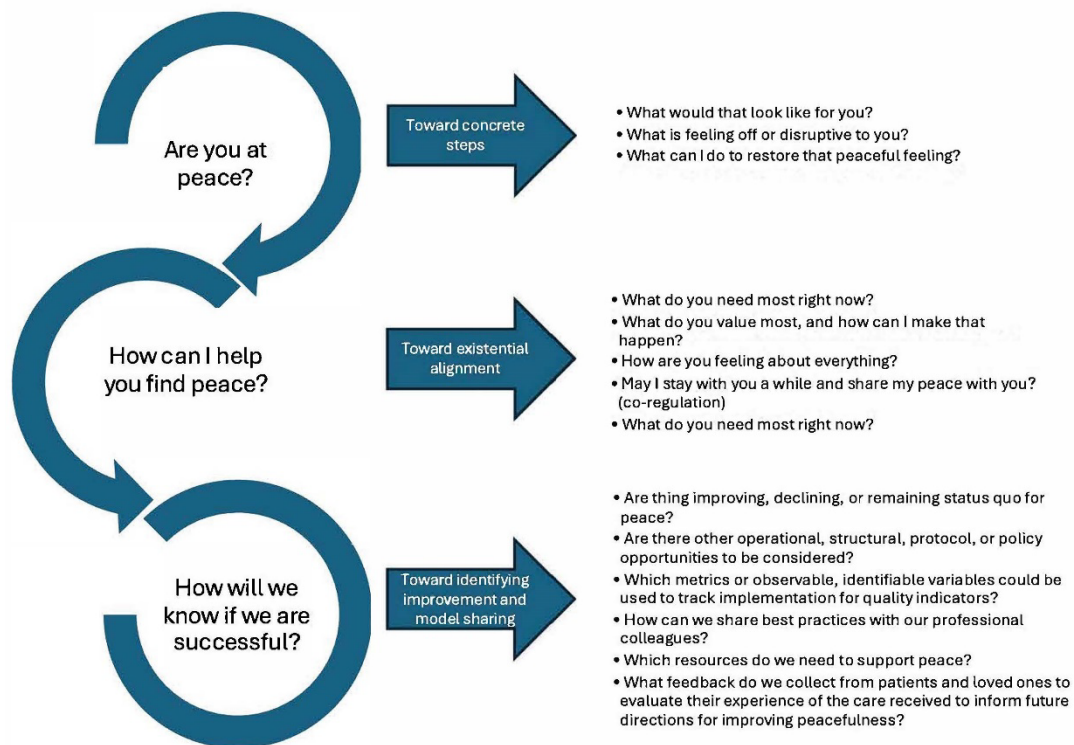 Are you at
peace?
Toward concrete
steps
• What would that look like for you?
• What is feeling off or disruptive to you?
• What can I do to restore that peaceful feeling?
How can I help
you find peace?
Toward existential
alignment
• What do you need most right now?
• What do you value most, and how can I make that
happen?
• How are you feeling about everything?
• May I stay with you a while and share my peace with you?
(co-regulation)
• What do you need most right now?
How will we
know if we are
successful?
Toward identifying
improvement and
model sharing
• Are thing improving, declining, or remaining status quo for
peace?
• Are there other operational, structural, protocol, or policy
opportunities to be considered?
• Which metrics or observable, identifiable variables could be
used to track implementation for quality indicators?
• How can we share best practices with our professional
colleagues?
• Which resources do we need to support peace?
• What feedback do we collect from patients and loved ones to
evaluate their experience of the care received to inform future
directions for improving peacefulness?